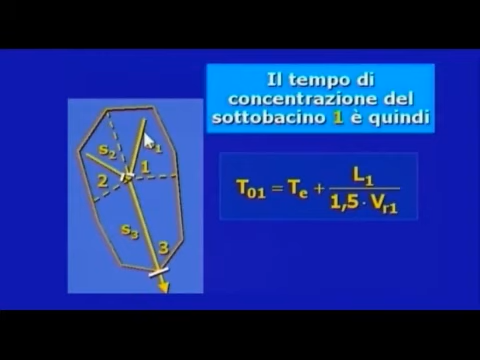 Il tempo di
concentrazione del
sottobacino 1 è quindi
s2
1
1
2
s3
3
T01 = Te + L1 / 1,5 · Vr1